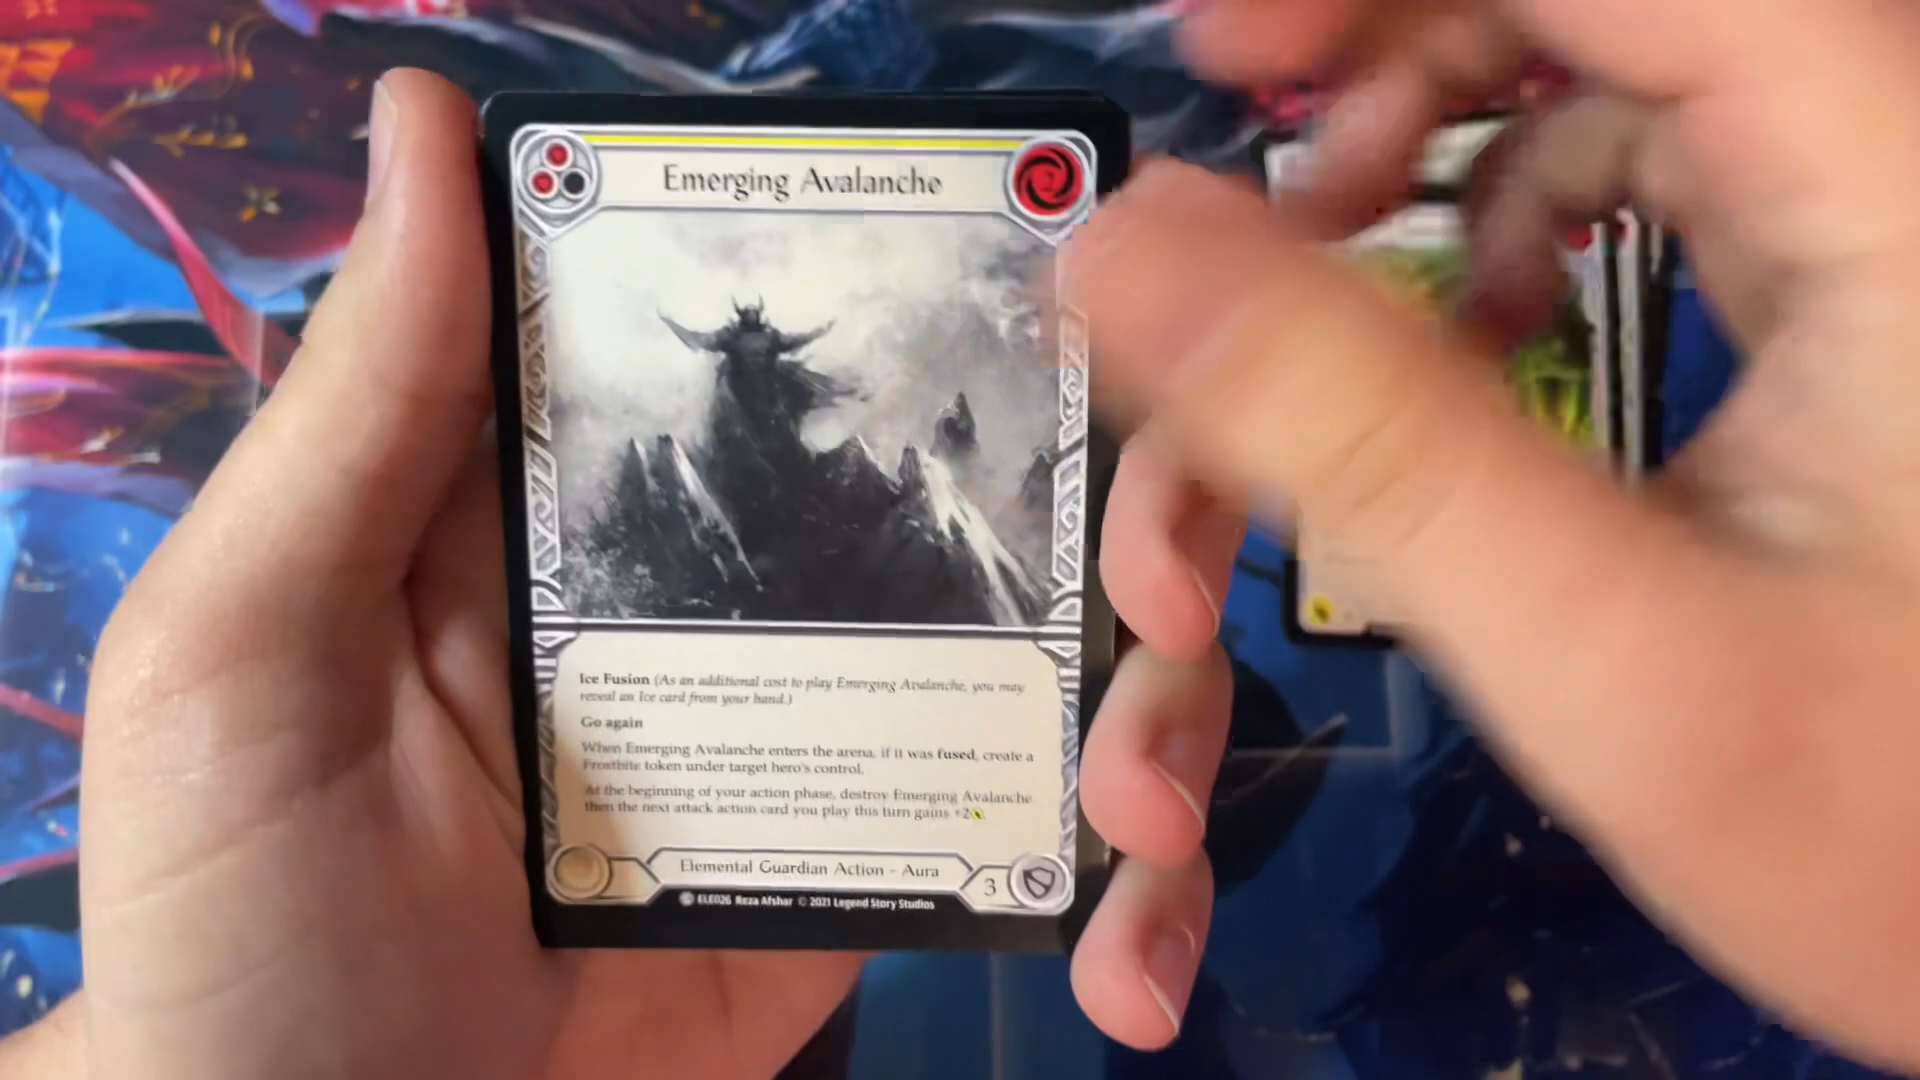 Emerging Avalanche
2
Ice Fusion (As an additional cost to play Emerging Avalanche, you may
reveal an Ice card from your hand.)
Go again
When Emerging Avalanche enters the arena, if it was fused, create a
Frostbite token under target hero's control.
At the beginning of your action phase, destroy Emerging Avalanche
then the next attack action card you play this turn gains +2
Elemental Guardian Action - Aura
3
C ELE026 Reza Afshar © 2021 Legend Story Studios